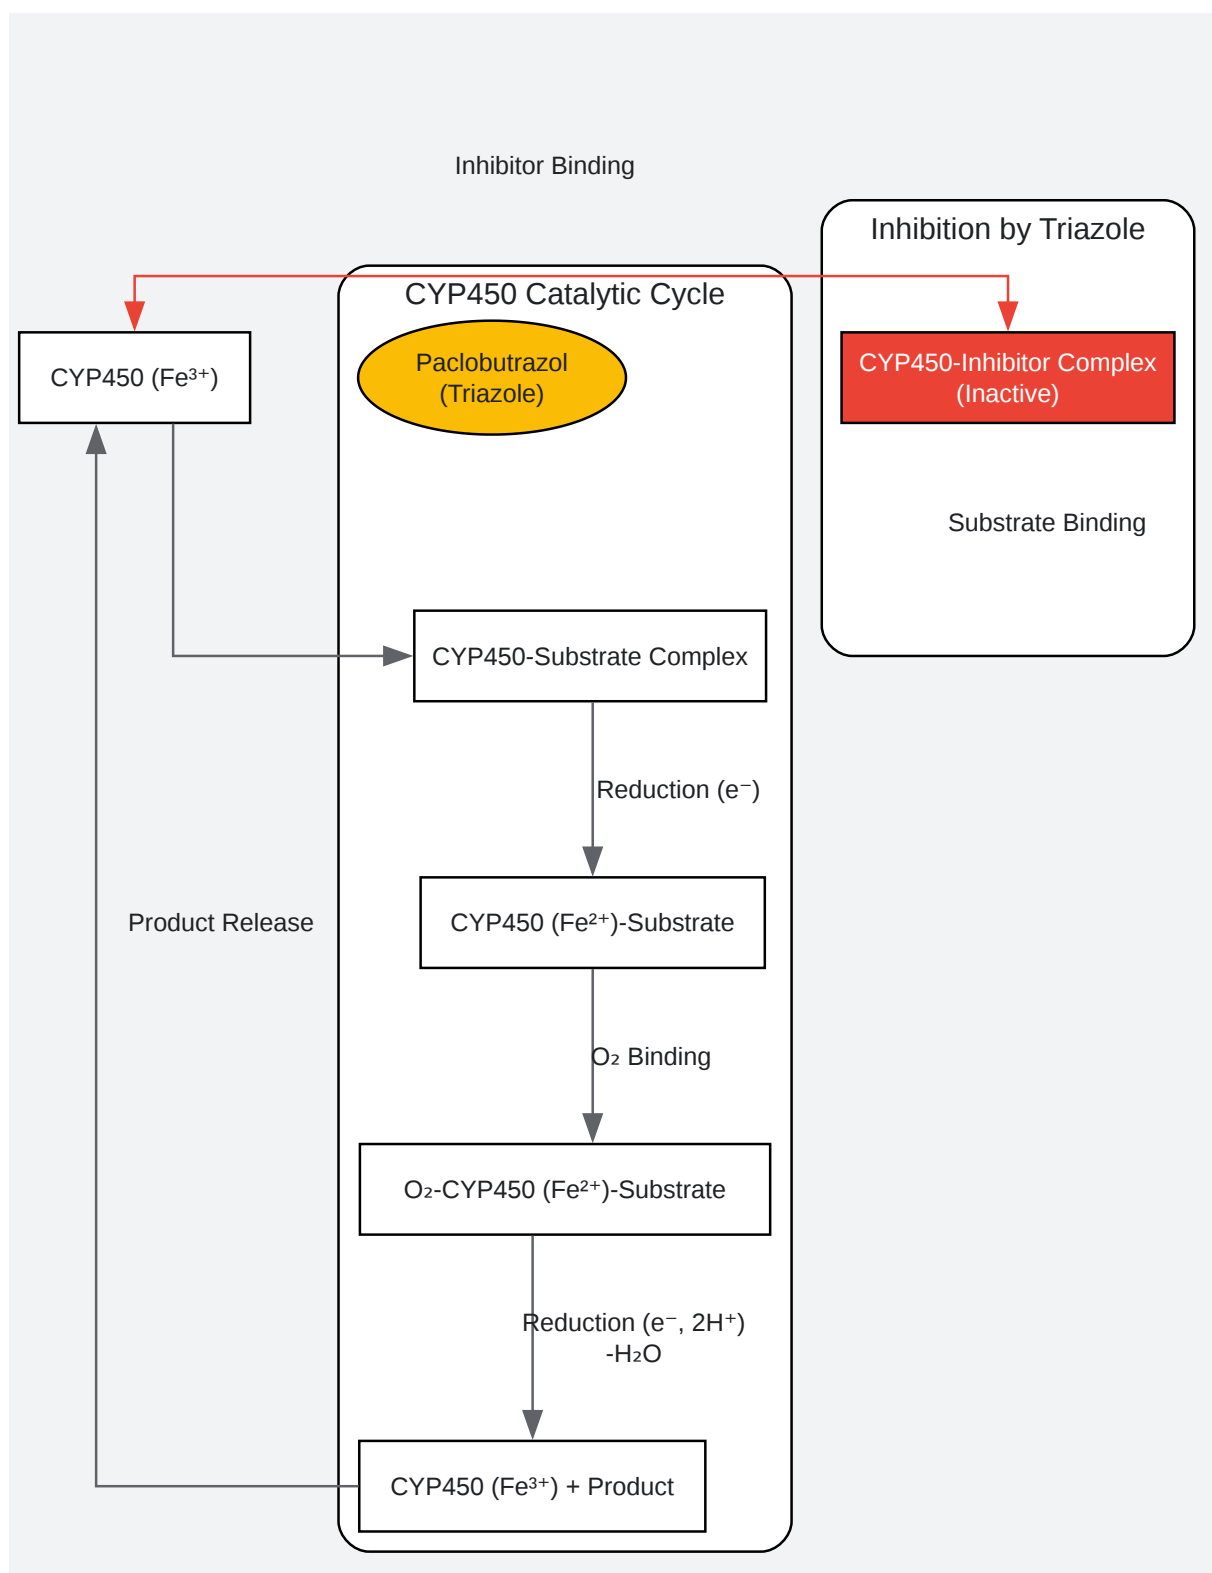 Inhibitor Binding
Inhibition by Triazole
CYP450 Catalytic Cycle
CYP450 (Fe³⁺)
Paclobutrazol
(Triazole)
CYP450-Inhibitor Complex
(Inactive)
Substrate Binding
CYP450-Substrate Complex
Reduction (e⁻)
Product Release
CYP450 (Fe²⁺)-Substrate
O₂ Binding
O₂-CYP450 (Fe²⁺)-Substrate
Reduction (e⁻, 2H⁺)
-H₂O
CYP450 (Fe³⁺) + Product